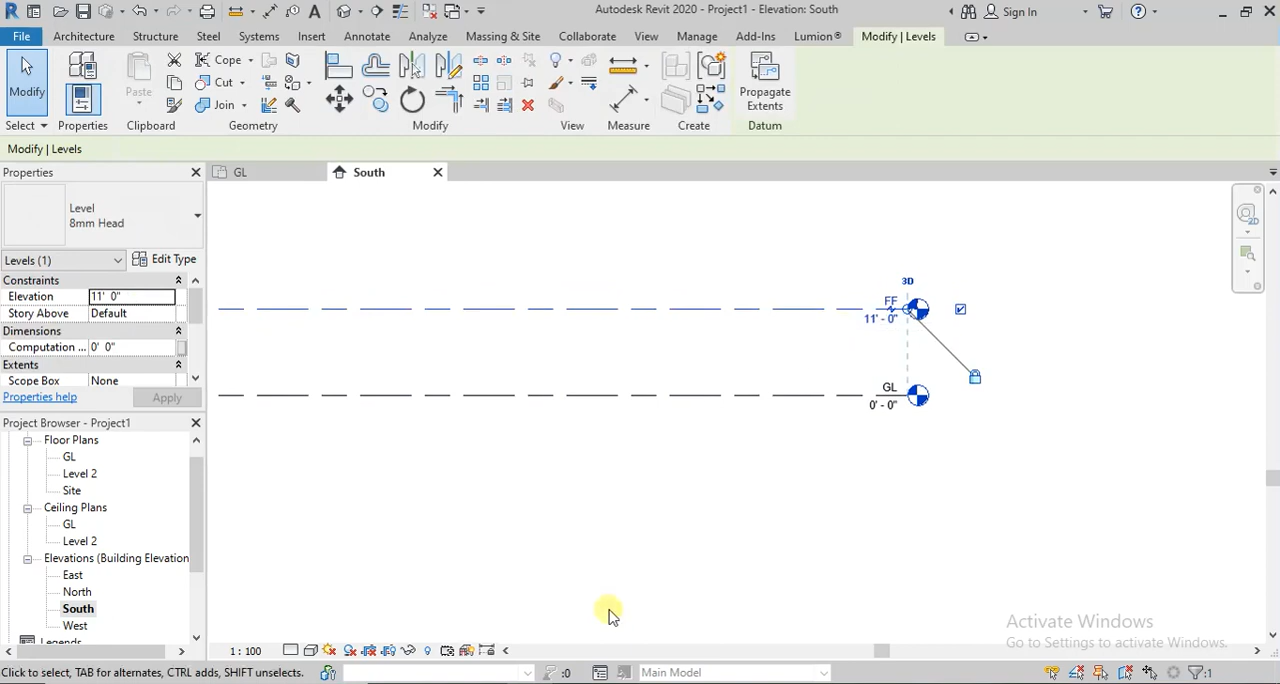 Autodesk Revit 2020 - Project1 - Elevation: South
Sign In
File Architecture Structure Steel Systems Insert Annotate Analyze Massing & Site Collaborate View Manage Add-Ins Lumion® Modify | Levels
Modify
Paste
Cope
Cut
Join
Propagate
Extents
Select Properties Clipboard Geometry Modify View Measure Create Datum
Modify | Levels
Properties
GL
South
Level
8mm Head
Levels (1)
Edit Type
Constraints
Elevation 11' 0"
Story Above Default
Dimensions
Computation ... 0' 0"
Extents
Scope Box None
Properties help
Apply
3D
FF
11' - 0"
GL
0' - 0"
2D
Project Browser - Project1
Floor Plans
GL
Level 2
Site
Ceiling Plans
GL
Level 2
Elevations (Building Elevation
East
North
South
West
Legends
1 : 100
Activate Windows
Go to Settings to activate Windows.
Click to select, TAB for alternates, CTRL adds, SHIFT unselects.
:0
Main Model
:1